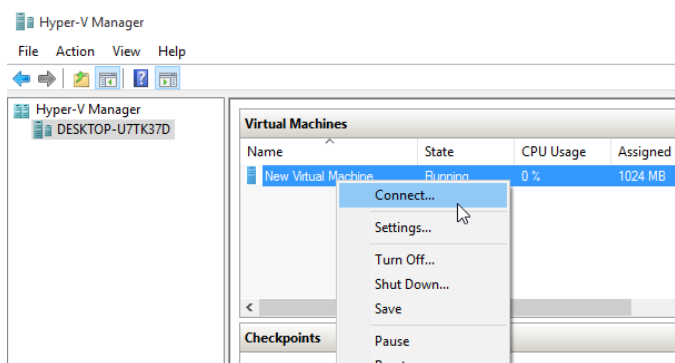 Hyper-V Manager
File Action View Help
Hyper-V Manager
DESKTOP-U7TK37D
Virtual Machines
Name State CPU Usage Assigned
New Virtual Machine Running 0 % 1024 MB
Connect...
Settings...
Turn Off...
Shut Down...
Save
Checkpoints
Pause